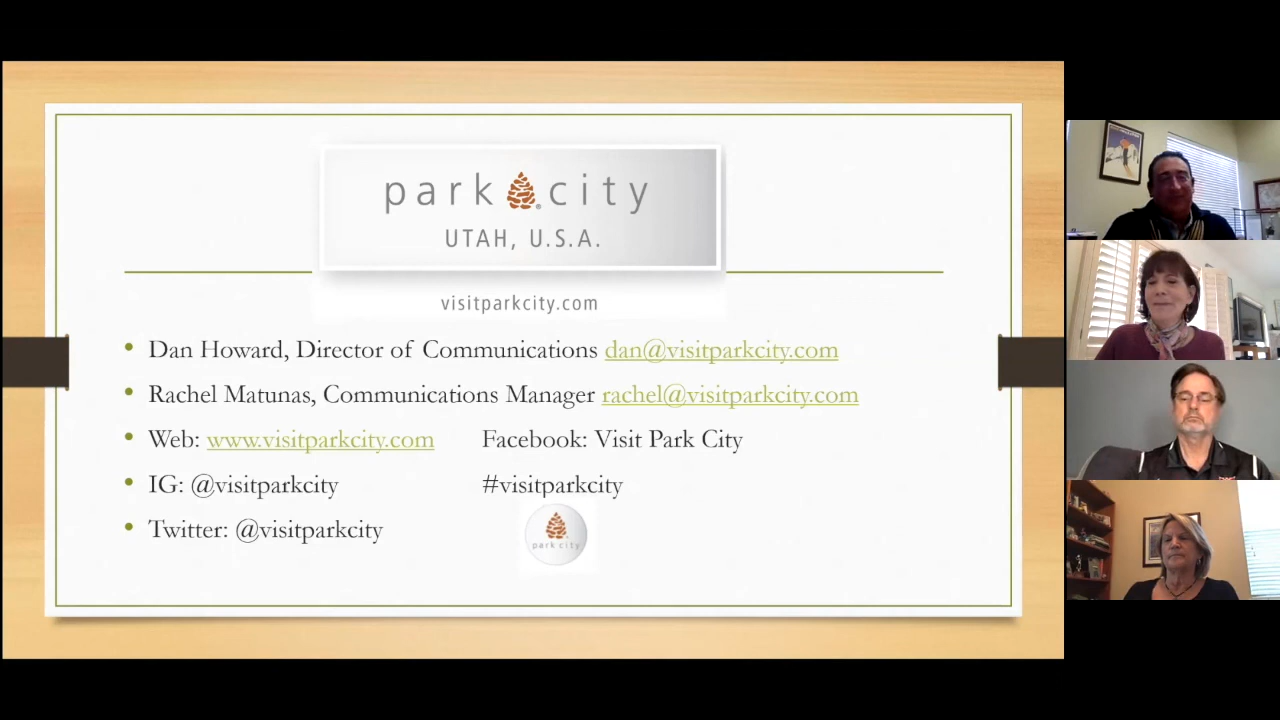 park city
UTAH, U.S.A.
visitparkcity.com
Dan Howard, Director of Communications dan@visitparkcity.com
Rachel Matunas, Communications Manager rachel@visitparkcity.com
Web: www.visitparkcity.com Facebook: Visit Park City
IG: @visitparkcity #visitparkcity
Twitter: @visitparkcity
park city